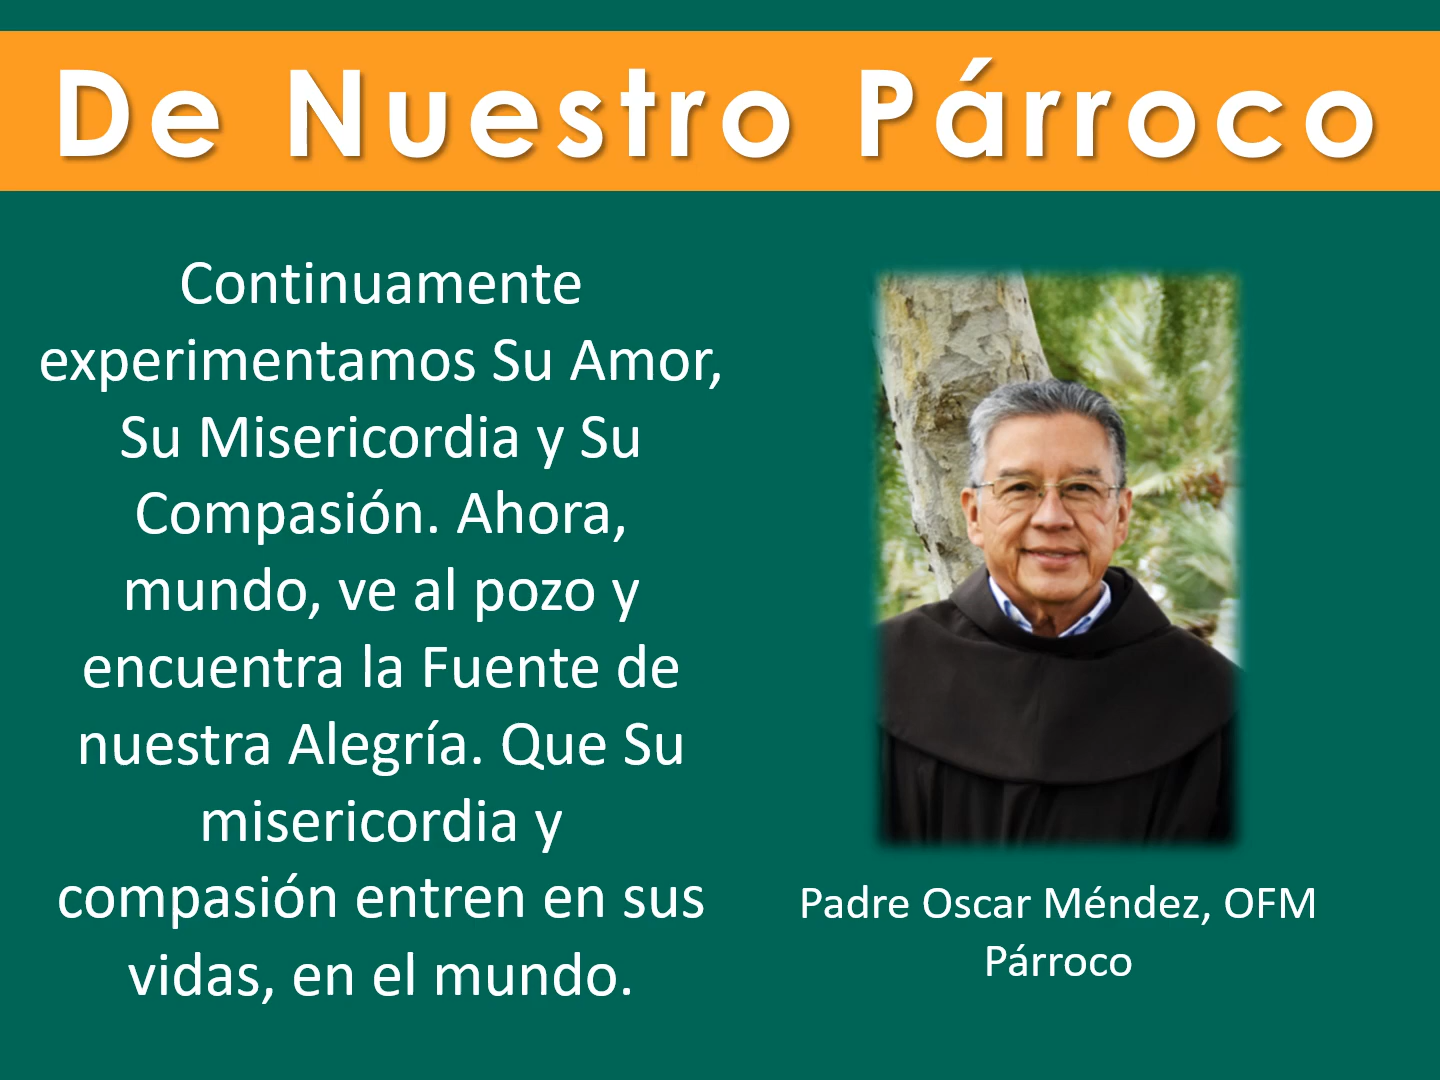 De Nuestro Párroco
Continuamente
experimentamos Su Amor,
Su Misericordia y Su
Compasión. Ahora,
mundo, ve al pozo y
encuentra la Fuente de
nuestra Alegría. Que Su
misericordia y
compasión entren en sus
vidas, en el mundo.
Padre Oscar Méndez, OFM
Párroco